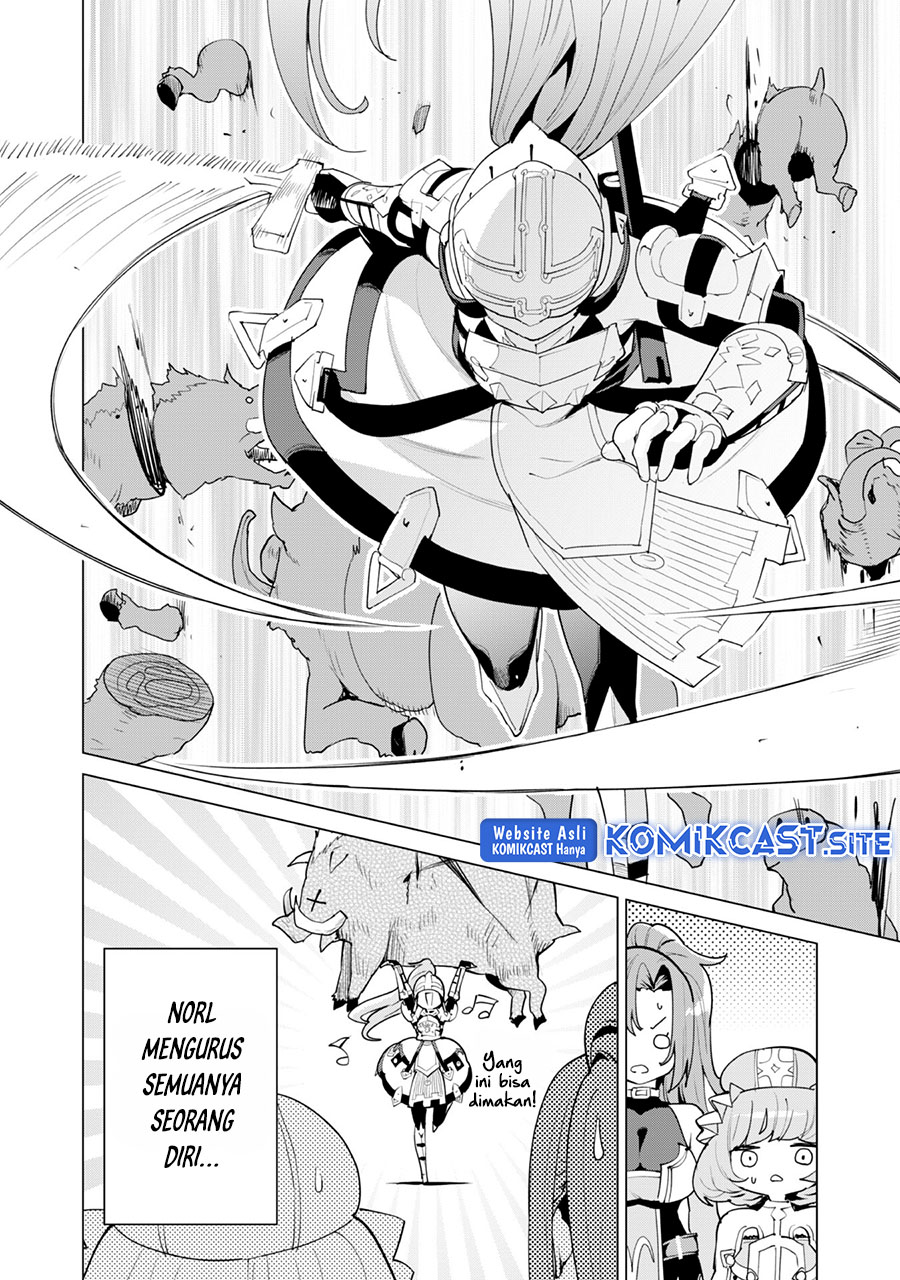 Website Asli
KOMIKCAST Hanya
KOMIKCAST.SITE
Yang
ini bisa
dimakan!
NORL
MENGURUS
SEMUANYA
SEORANG
DIRI...